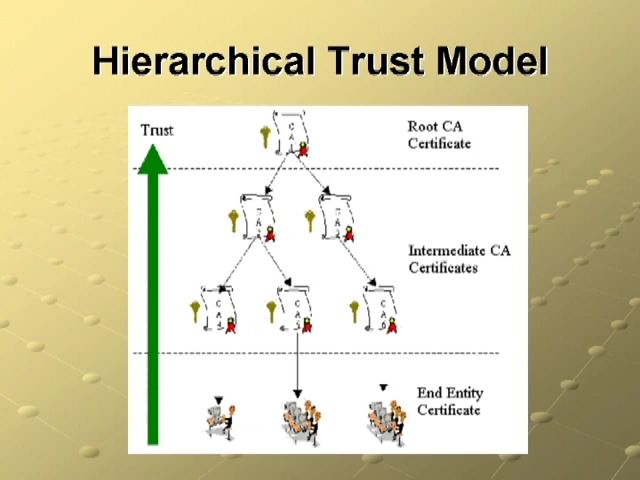 Hierarchical Trust Model
Trust
Root CA
Certificate
Intermediate CA
Certificates
End Entity
Certificate